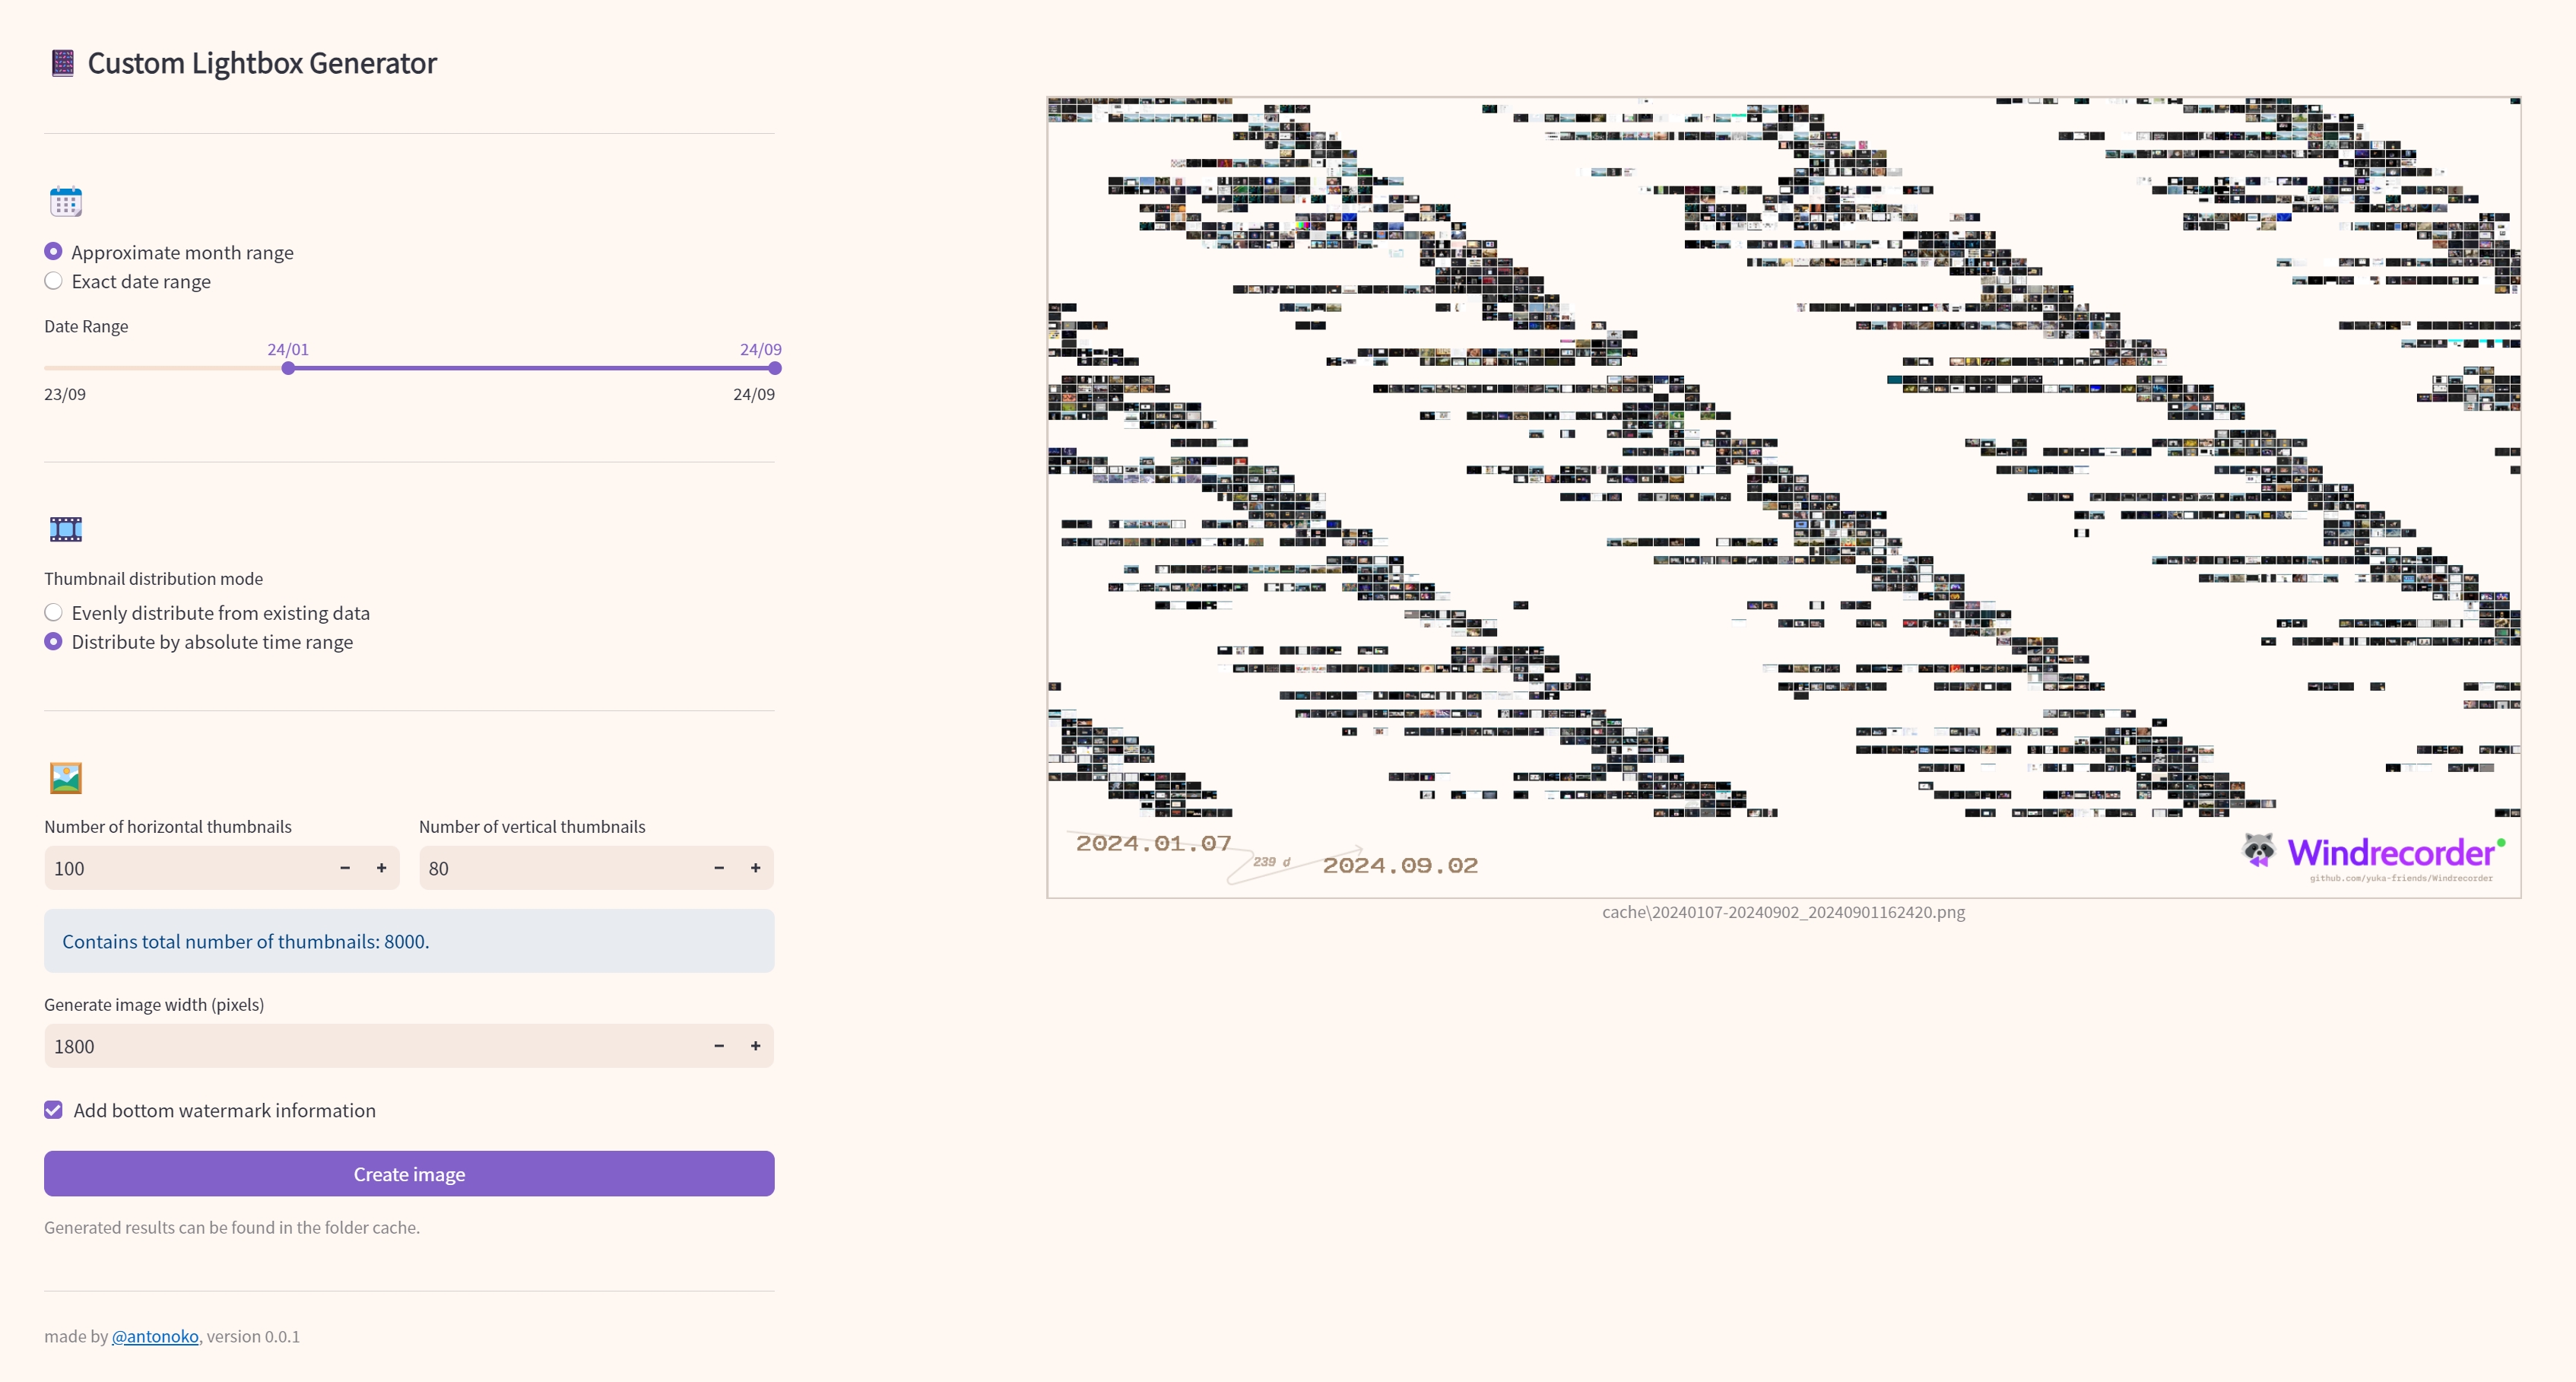 Custom Lightbox Generator
Approximate month range
Exact date range
Date Range
24/01
24/09
23/09
24/09
Thumbnail distribution mode
Evenly distribute from existing data
Distribute by absolute time range
Number of horizontal thumbnails
Number of vertical thumbnails
100
80
Contains total number of thumbnails: 8000.
Generate image width (pixels)
1800
Add bottom watermark information
Create image
Generated results can be found in the folder cache.
made by @antonoko, version 0.0.1
2024.01.07
239 d
2024.09.02
Windrecorder
github.com/yuka-friends/Windrecorder
cache\20240107-20240902_20240901162420.png